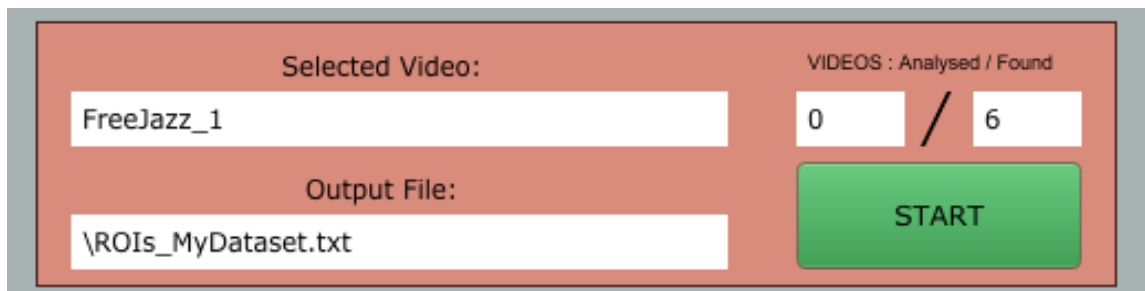 Selected Video:
VIDEOS : Analysed / Found
FreeJazz_1
0 / 6
Output File:
START
\ROIs_MyDataset.txt